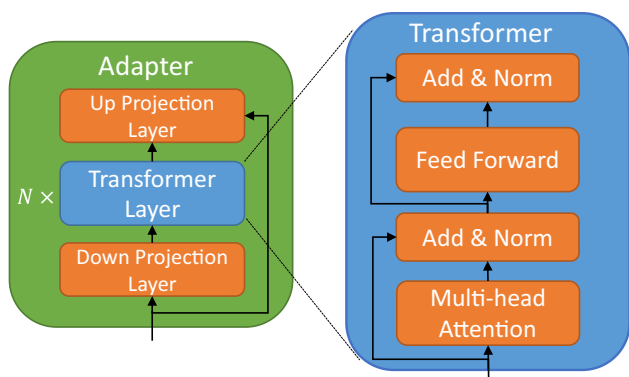 Adapter
Up Projection
Layer
N ×
Transformer
Layer
Down Projection
Layer
Transformer
Add & Norm
Feed Forward
Add & Norm
Multi-head
Attention